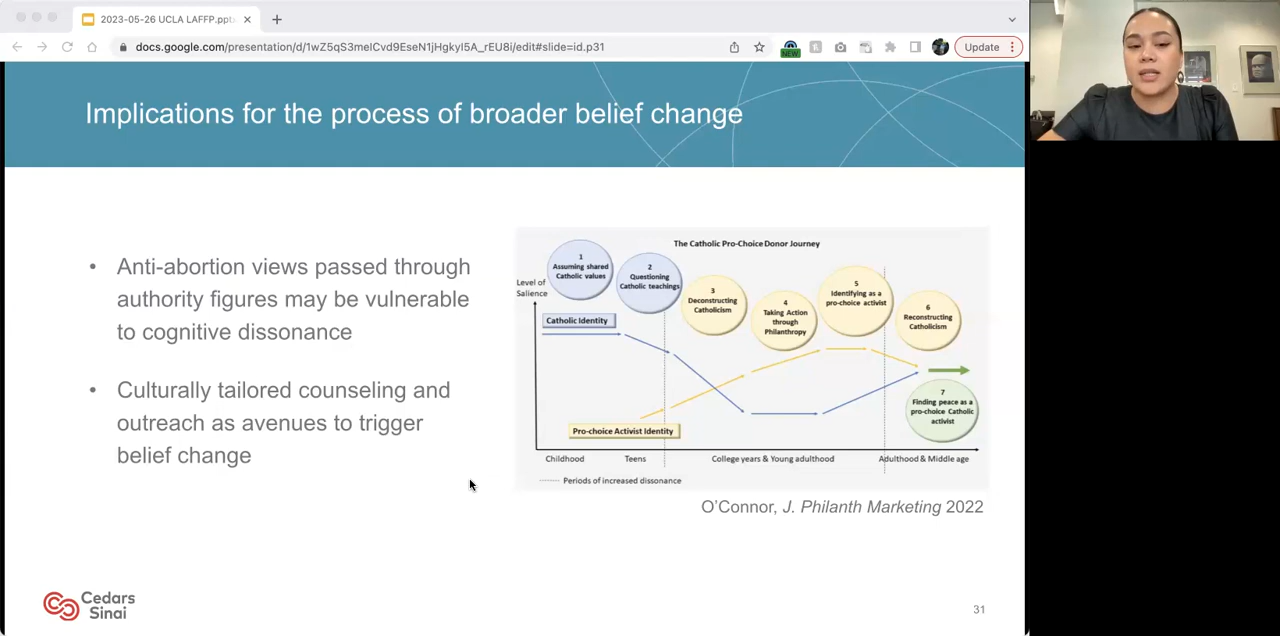 2023-05-26 UCLA LAFFP.ppt
docs.google.com/presentation/d/1wZ5qS3melCvd9EseN1jHgkyI5A_rEU8i/edit#slide=id.p31
NEW
Update
Implications for the process of broader belief change
• Anti-abortion views passed through
authority figures may be vulnerable
to cognitive dissonance
• Culturally tailored counseling and
outreach as avenues to trigger
belief change
The Catholic Pro-Choice Donor Journey
Level of
Salience
1
Assuming shared
Catholic values
2
Questioning
Catholic teachings
3
Deconstructing
Catholicism
4
Taking Action
through
Philanthropy
5
Identifying as a
pro-choice activist
6
Reconstructing
Catholicism
7
Finding peace as a
pro-choice Catholic
activist
Catholic Identity
Pro-choice Activist Identity
Childhood
Teens
College years & Young adulthood
Adulthood & Middle age
Periods of increased dissonance
O'Connor, J. Philanth Marketing 2022
Cedars
Sinai
31